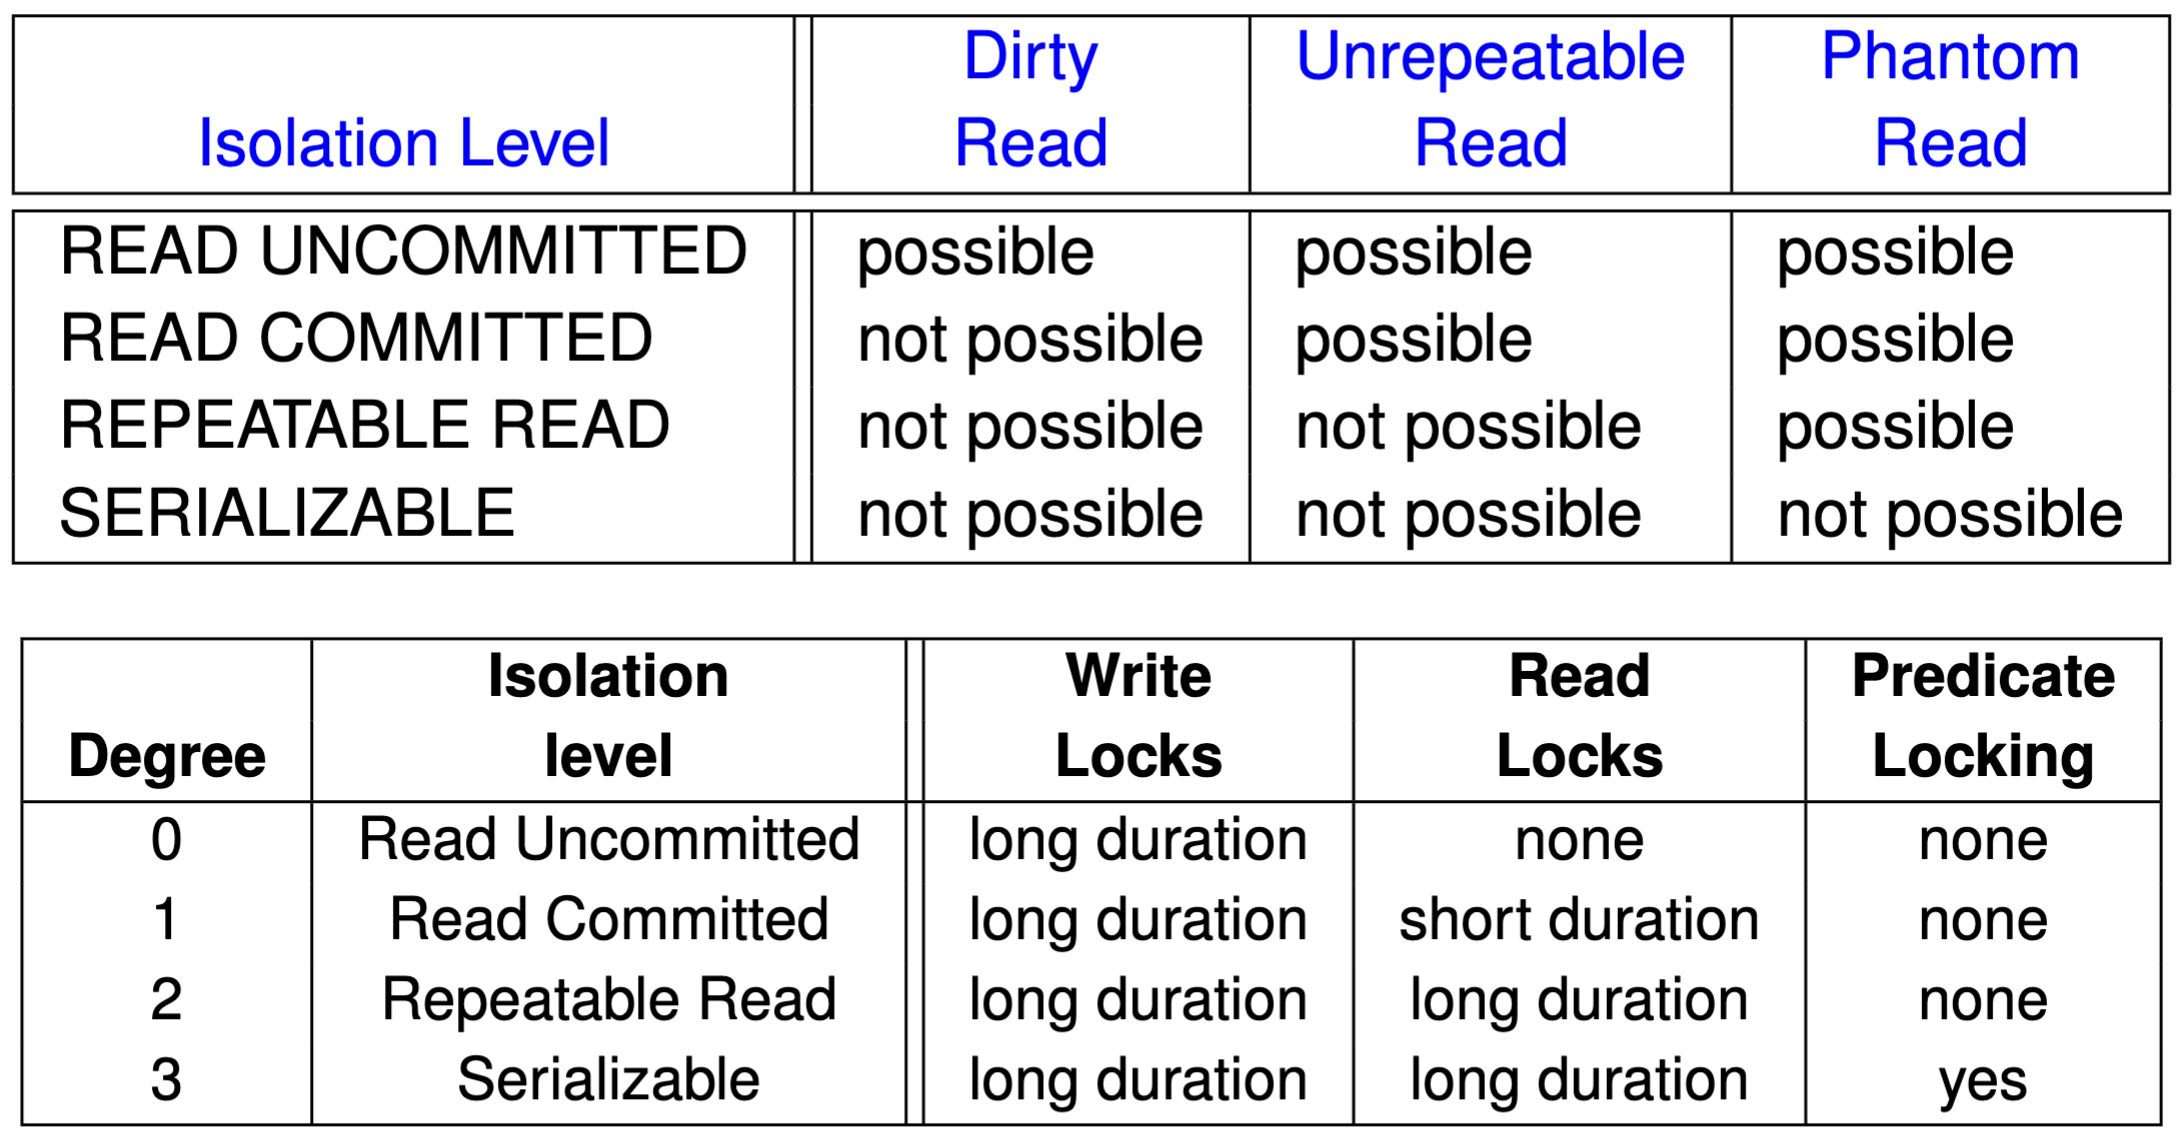 Dirty Unrepeatable Phantom
Isolation Level Read Read Read
READ UNCOMMITTED possible possible possible
READ COMMITTED not possible possible possible
REPEATABLE READ not possible not possible possible
SERIALIZABLE not possible not possible not possible
Isolation Write Read Predicate
Degree level Locks Locks Locking
0 Read Uncommitted long duration none none
1 Read Committed long duration short duration none
2 Repeatable Read long duration long duration none
3 Serializable long duration long duration yes